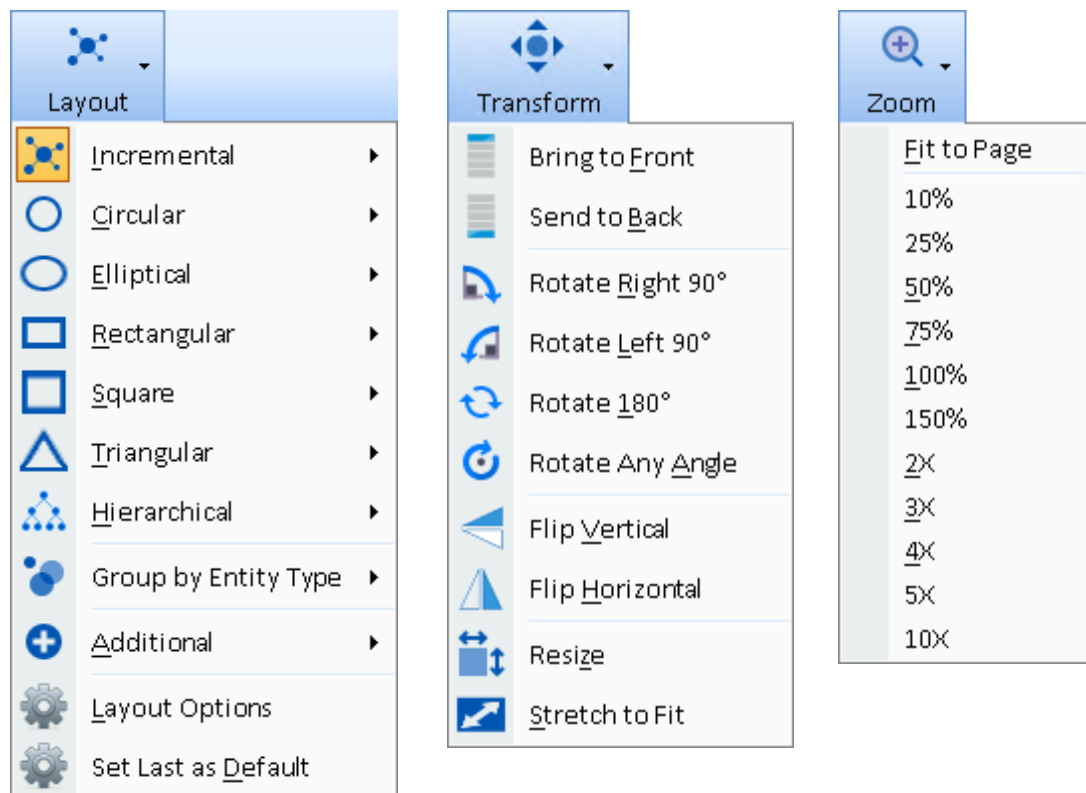 Layout
Incremental
Circular
Elliptical
Rectangular
Square
Triangular
Hierarchical
Group by Entity Type
Additional
Layout Options
Set Last as Default
Transform
Bring to Front
Send to Back
Rotate Right 90°
Rotate Left 90°
Rotate 180°
Rotate Any Angle
Flip Vertical
Flip Horizontal
Resize
Stretch to Fit
Zoom
Fit to Page
10%
25%
50%
75%
100%
150%
2X
3X
4X
5X
10X